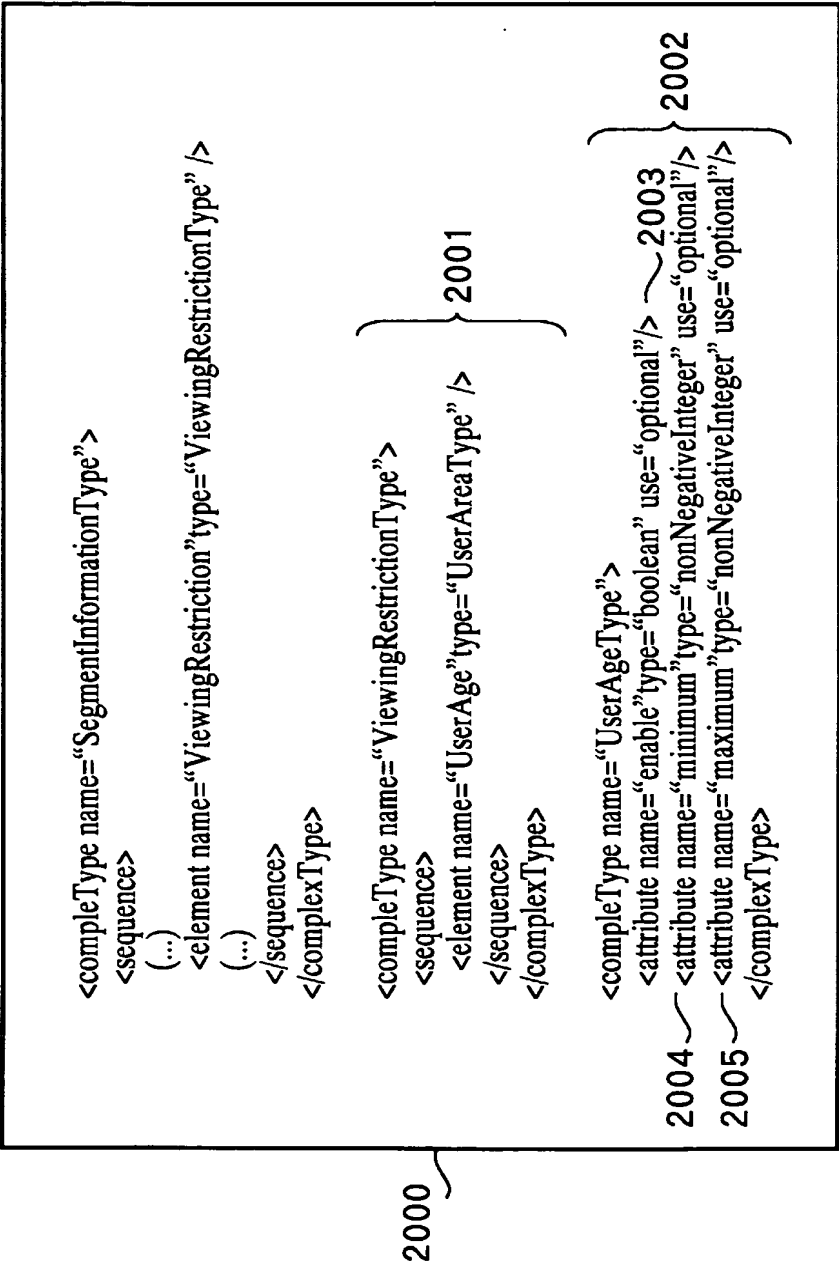 2000
<compleType name=“SegmentInformationType”>
<sequence>
(...)
<element name=“ViewingRestriction”type=“ViewingRestrictionType” />
(...)
</sequence>
</complexType>
<compleType name=“ViewingRestrictionType”>
<sequence>
<element name=“UserAge”type=“UserAreaType” />
</sequence>
</complexType>
2001
<compleType name=“UserAgeType”>
<attribute name=“enable”type=“boolean” use=“optional”/> 2003
2004 <attribute name=“minimum”type=“nonNegativeInteger” use=“optional”/>
2005 <attribute name=“maximum”type=“nonNegativeInteger” use=“optional”/>
</complexType>
2002